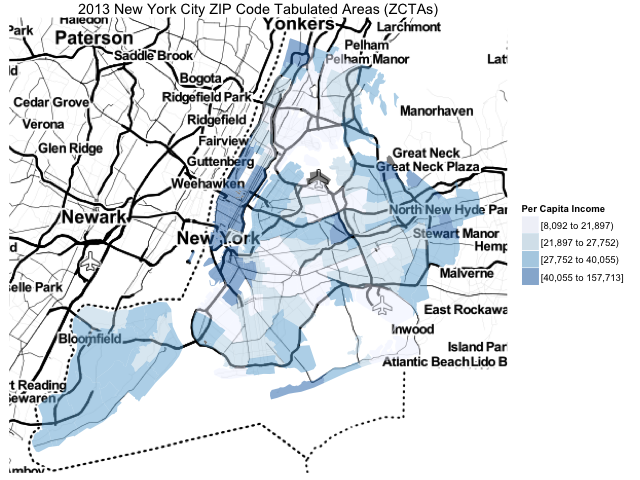 2013 New York City ZIP Code Tabulated Areas (ZCTAs)
Haledon
Yonkers
Larchmont
Park
Paterson
Pelham
Saddle Brook
Pelham Manor
Lat
ld
Bogota
Cedar Grove
Ridgefield Park
Manorhaven
Verona
Ridgefield
Glen Ridge
Fairview
Great Neck
Guttenberg
Great Neck Plaza
Weehawken
Newark
North New Hyde Par
New York
Stewart Manor
d
Hemp
Malverne
selle Park
East Rockawa
Bloomfield
Inwood
Island Par
Atlantic Beach Lido B
rt Reading
Sewaren
mboy
Per Capita Income
[8,092 to 21,897)
[21,897 to 27,752)
[27,752 to 40,055)
[40,055 to 157,713]